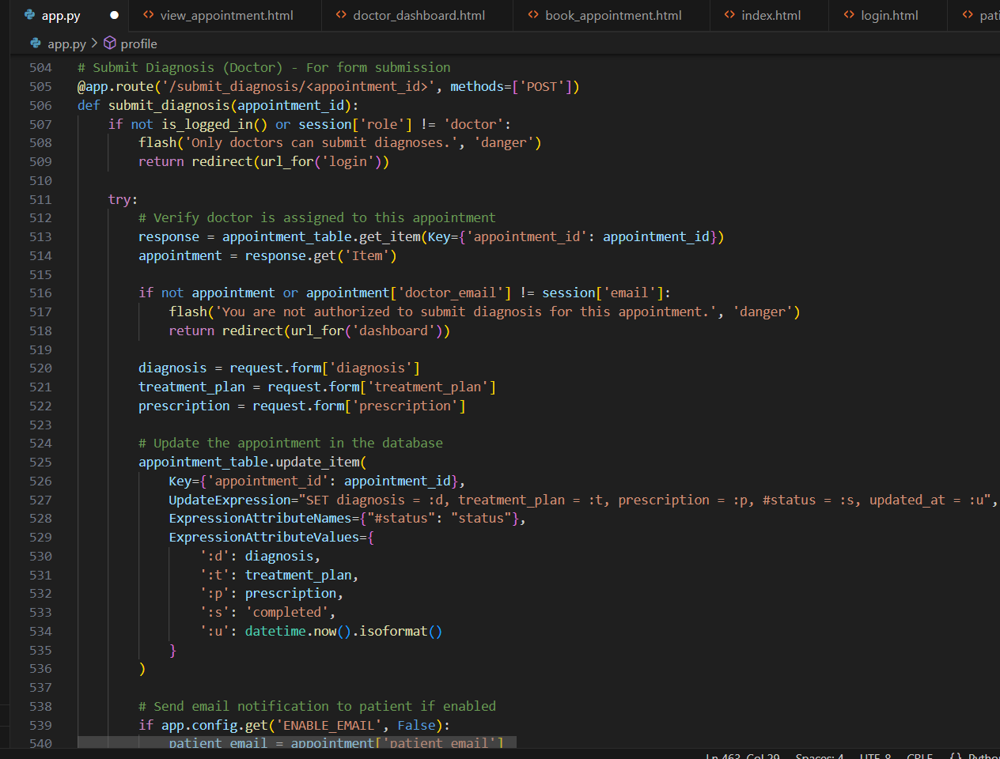 app.py
view_appointment.html
doctor_dashboard.html
book_appointment.html
index.html
login.html
pati
app.py > profile
504 # Submit Diagnosis (Doctor) - For form submission
505 @app.route('/submit_diagnosis/<appointment_id>', methods=['POST'])
506 def submit_diagnosis(appointment_id):
507     if not is_logged_in() or session['role'] != 'doctor':
508         flash('Only doctors can submit diagnoses.', 'danger')
509         return redirect(url_for('login'))
510
511     try:
512         # Verify doctor is assigned to this appointment
513         response = appointment_table.get_item(Key={'appointment_id': appointment_id})
514         appointment = response.get('Item')
515
516         if not appointment or appointment['doctor_email'] != session['email']:
517             flash('You are not authorized to submit diagnosis for this appointment.', 'danger')
518             return redirect(url_for('dashboard'))
519
520         diagnosis = request.form['diagnosis']
521         treatment_plan = request.form['treatment_plan']
522         prescription = request.form['prescription']
523
524         # Update the appointment in the database
525         appointment_table.update_item(
526             Key={'appointment_id': appointment_id},
527             UpdateExpression="SET diagnosis = :d, treatment_plan = :t, prescription = :p, #status = :s, updated_at = :u",
528             ExpressionAttributeNames={"#status": "status"},
529             ExpressionAttributeValues={
530                 ':d': diagnosis,
531                 ':t': treatment_plan,
532                 ':p': prescription,
533                 ':s': 'completed',
534                 ':u': datetime.now().isoformat()
535             }
536         )
537
538         # Send email notification to patient if enabled
539         if app.config.get('ENABLE_EMAIL', False):
540             patient_email = appointment['patient_email']
Ln 463, Col 29 Spaces: 4 UTF-8 CRLF {} Pytho